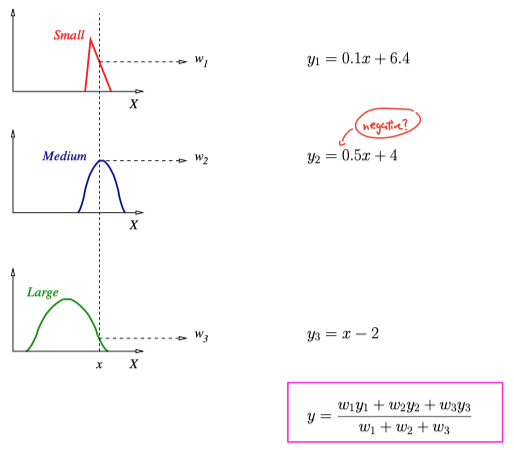 Small
w₁
X
y₁ = 0.1x + 6.4
negative?
Medium
w₂
X
y₂ = 0.5x + 4
Large
w₃
x
X
y₃ = x − 2
y = (w₁y₁ + w₂y₂ + w₃y₃) / (w₁ + w₂ + w₃)